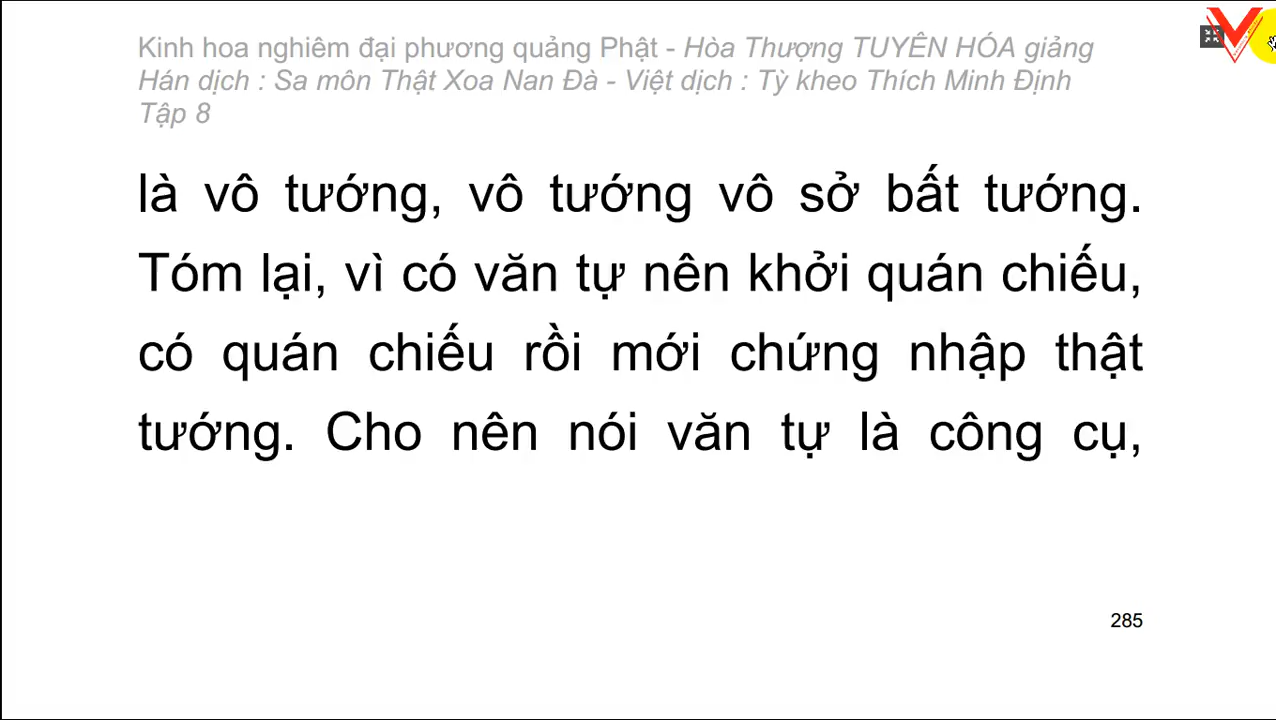 Kinh hoa nghiêm đại phương quảng Phật - Hòa Thượng TUYÊN HÓA giảng
Hán dịch : Sa môn Thật Xoa Nan Đà - Việt dịch : Tỳ kheo Thích Minh Định
Tập 8
là vô tướng, vô tướng vô sở bất tướng.
Tóm lại, vì có văn tự nên khởi quán chiếu,
có quán chiếu rồi mới chứng nhập thật
tướng. Cho nên nói văn tự là công cụ,
285